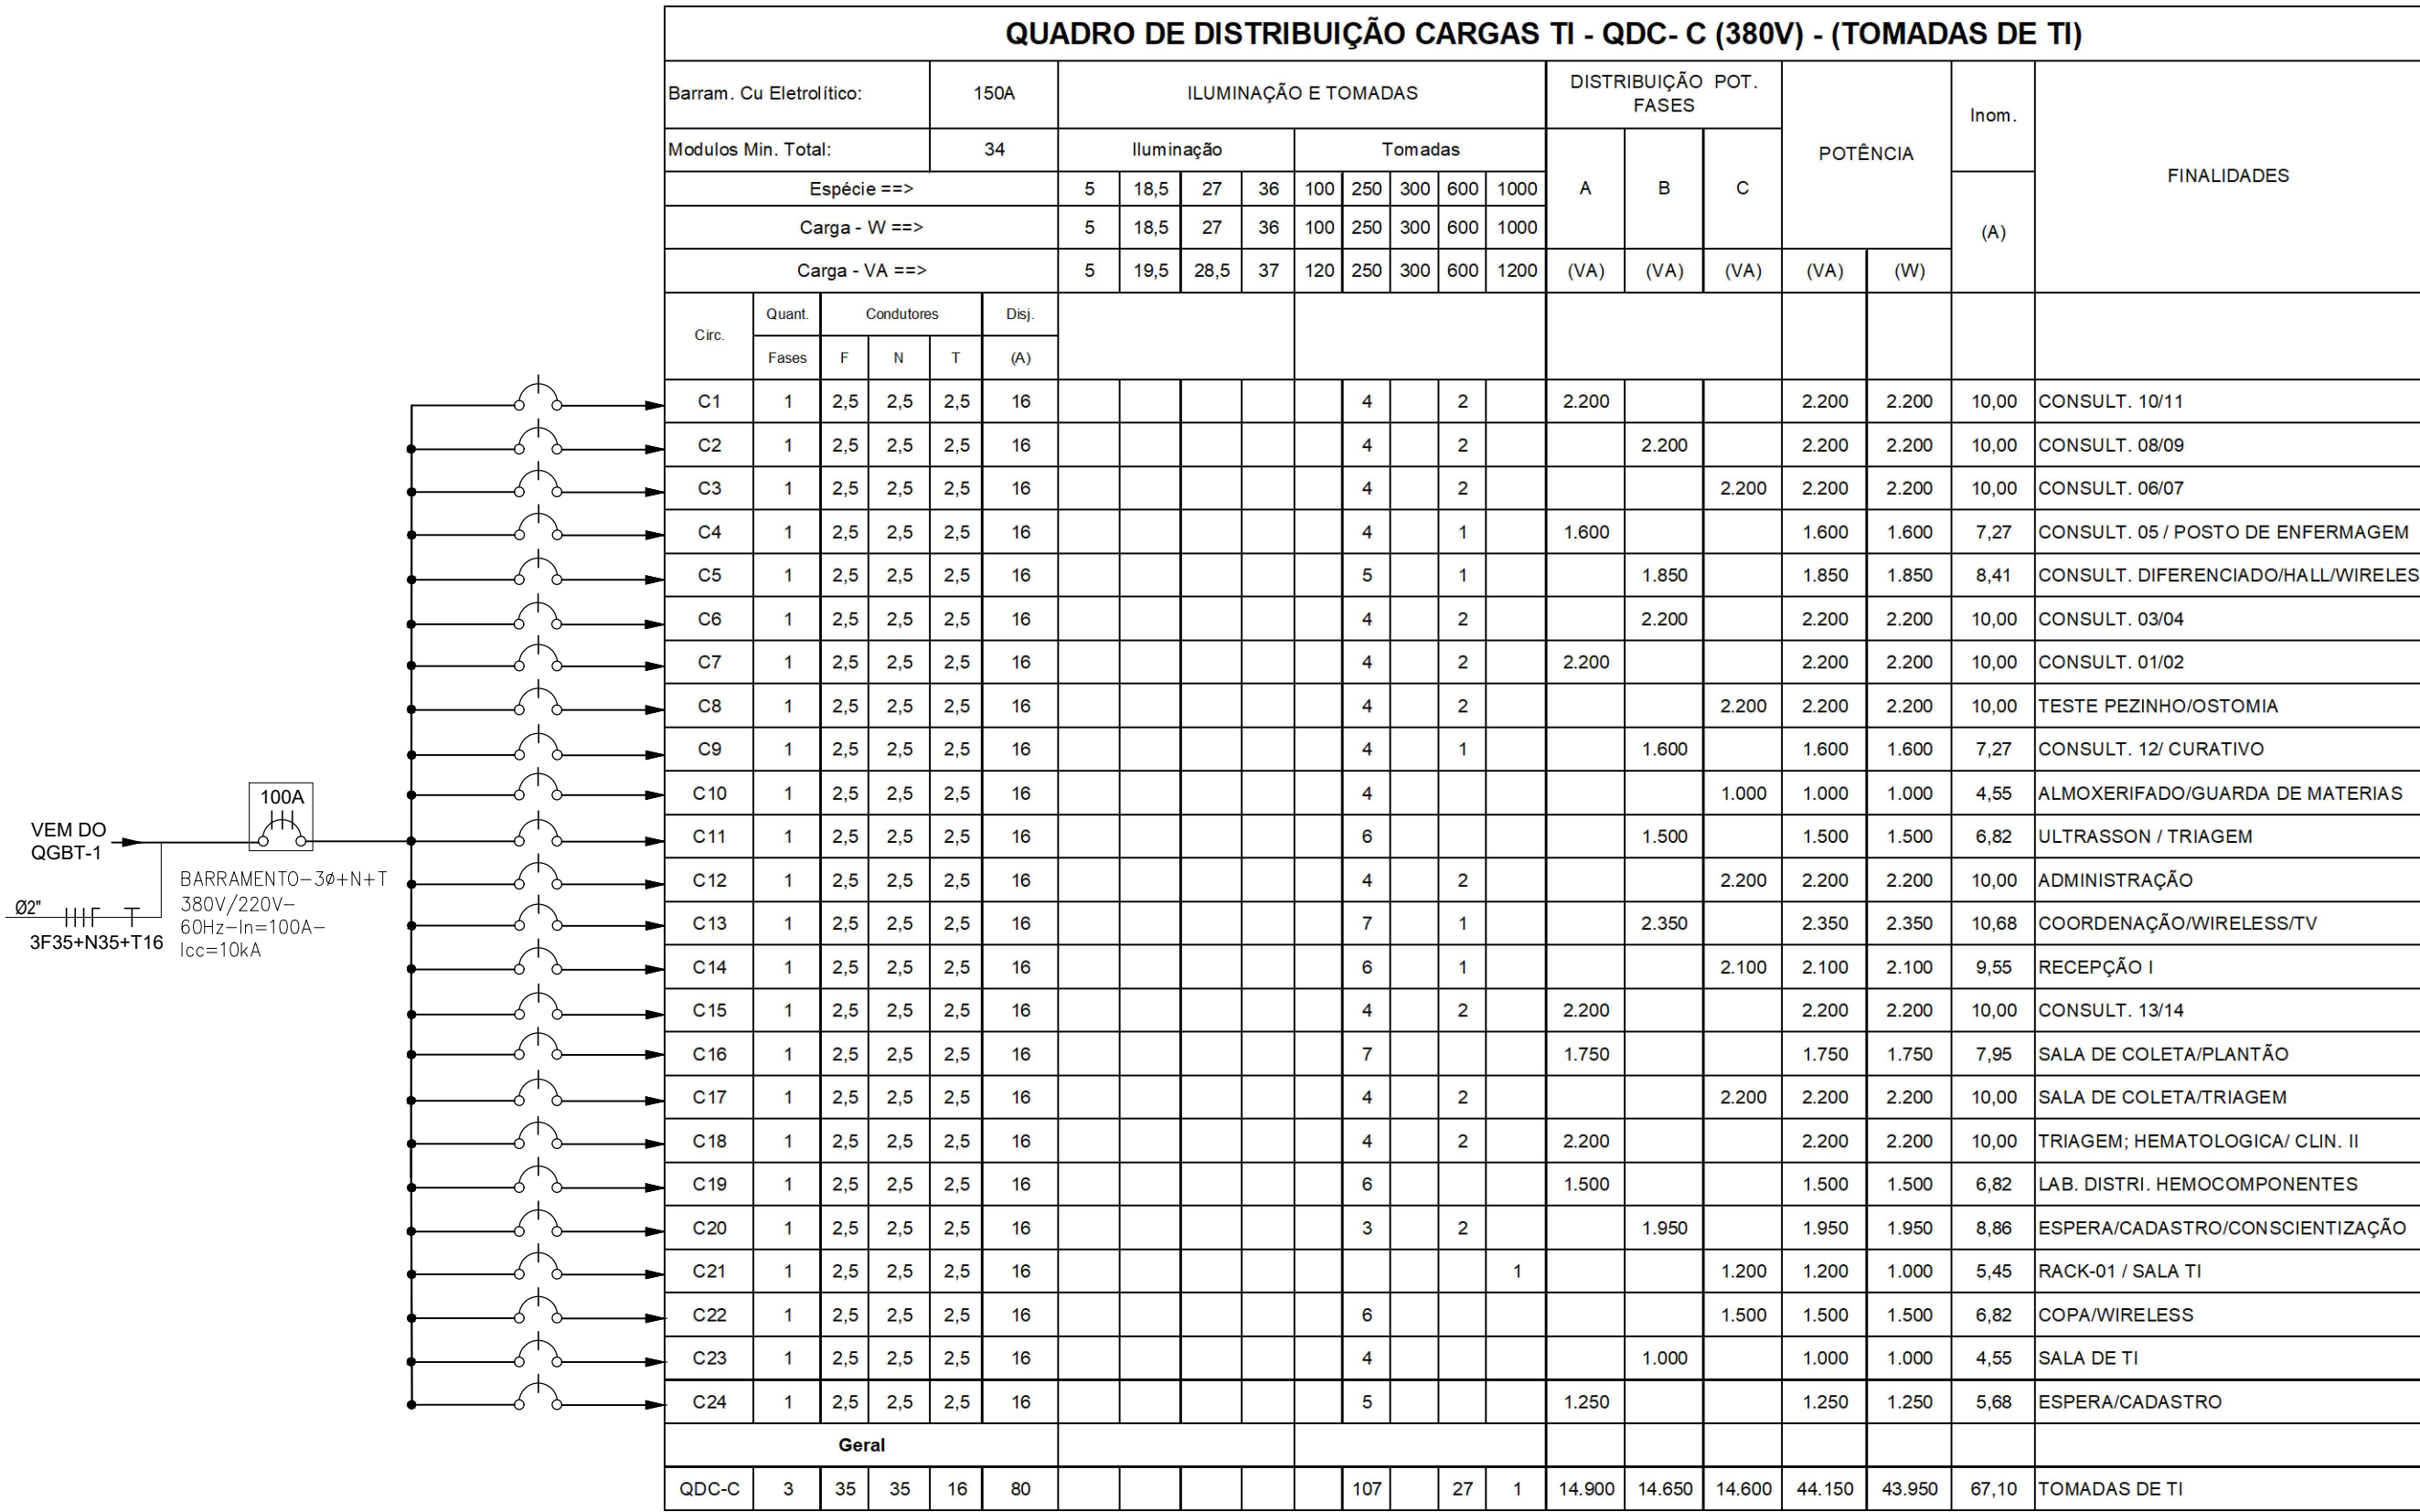 QUADRO DE DISTRIBUIÇÃO CARGAS TI - QDC- C (380V) - (TOMADAS DE TI)
Barram. Cu Eletrolítico: 150A ILUMINAÇÃO E TOMADAS DISTRIBUIÇÃO POT. FASES POTÊNCIA Inom. FINALIDADES
Modulos Min. Total: 34 Iluminação Tomadas A B C
Espécie ==> 5 18,5 27 36 100 250 300 600 1000
Carga - W ==> 5 18,5 27 36 100 250 300 600 1000 (A)
Carga - VA ==> 5 19,5 28,5 37 120 250 300 600 1200 (VA) (VA) (VA) (VA) (W)
Circ. Quant. Condutores Disj.
Fases F N T (A)
C1 1 2,5 2,5 2,5 16 4 2 2.200 2.200 2.200 10,00 CONSULT. 10/11
C2 1 2,5 2,5 2,5 16 4 2 2.200 2.200 2.200 10,00 CONSULT. 08/09
C3 1 2,5 2,5 2,5 16 4 2 2.200 2.200 2.200 10,00 CONSULT. 06/07
C4 1 2,5 2,5 2,5 16 4 1 1.600 1.600 1.600 7,27 CONSULT. 05 / POSTO DE ENFERMAGEM
C5 1 2,5 2,5 2,5 16 5 1 1.850 1.850 1.850 8,41 CONSULT. DIFERENCIADO/HALL/WIRELES
C6 1 2,5 2,5 2,5 16 4 2 2.200 2.200 2.200 10,00 CONSULT. 03/04
C7 1 2,5 2,5 2,5 16 4 2 2.200 2.200 2.200 10,00 CONSULT. 01/02
C8 1 2,5 2,5 2,5 16 4 2 2.200 2.200 2.200 10,00 TESTE PEZINHO/OSTOMIA
C9 1 2,5 2,5 2,5 16 4 1 1.600 1.600 1.600 7,27 CONSULT. 12/ CURATIVO
C10 1 2,5 2,5 2,5 16 4 1.000 1.000 1.000 4,55 ALMOXERIFADO/GUARDA DE MATERIAS
C11 1 2,5 2,5 2,5 16 6 1.500 1.500 1.500 6,82 ULTRASSON / TRIAGEM
C12 1 2,5 2,5 2,5 16 4 2 2.200 2.200 2.200 10,00 ADMINISTRAÇÃO
C13 1 2,5 2,5 2,5 16 7 1 2.350 2.350 2.350 10,68 COORDENAÇÃO/WIRELESS/TV
C14 1 2,5 2,5 2,5 16 6 1 2.100 2.100 2.100 9,55 RECEPÇÃO I
C15 1 2,5 2,5 2,5 16 4 2 2.200 2.200 2.200 10,00 CONSULT. 13/14
C16 1 2,5 2,5 2,5 16 7 1.750 1.750 1.750 7,95 SALA DE COLETA/PLANTÃO
C17 1 2,5 2,5 2,5 16 4 2 2.200 2.200 2.200 10,00 SALA DE COLETA/TRIAGEM
C18 1 2,5 2,5 2,5 16 4 2 2.200 2.200 2.200 10,00 TRIAGEM; HEMATOLOGICA/ CLIN. II
C19 1 2,5 2,5 2,5 16 6 1.500 1.500 1.500 6,82 LAB. DISTRI. HEMOCOMPONENTES
C20 1 2,5 2,5 2,5 16 3 2 1.950 1.950 1.950 8,86 ESPERA/CADASTRO/CONSCIENTIZAÇÃO
C21 1 2,5 2,5 2,5 16 1 1.200 1.200 1.000 5,45 RACK-01 / SALA TI
C22 1 2,5 2,5 2,5 16 6 1.500 1.500 1.500 6,82 COPA/WIRELESS
C23 1 2,5 2,5 2,5 16 4 1.000 1.000 1.000 4,55 SALA DE TI
C24 1 2,5 2,5 2,5 16 5 1.250 1.250 1.250 5,68 ESPERA/CADASTRO
Geral
QDC-C 3 35 35 16 80 107 27 1 14.900 14.650 14.600 44.150 43.950 67,10 TOMADAS DE TI
100A
VEM DO
QGBT-1
Ø2"
3F35+N35+T16
BARRAMENTO-3ø+N+T
380V/220V-
60Hz-In=100A-
Icc=10kA